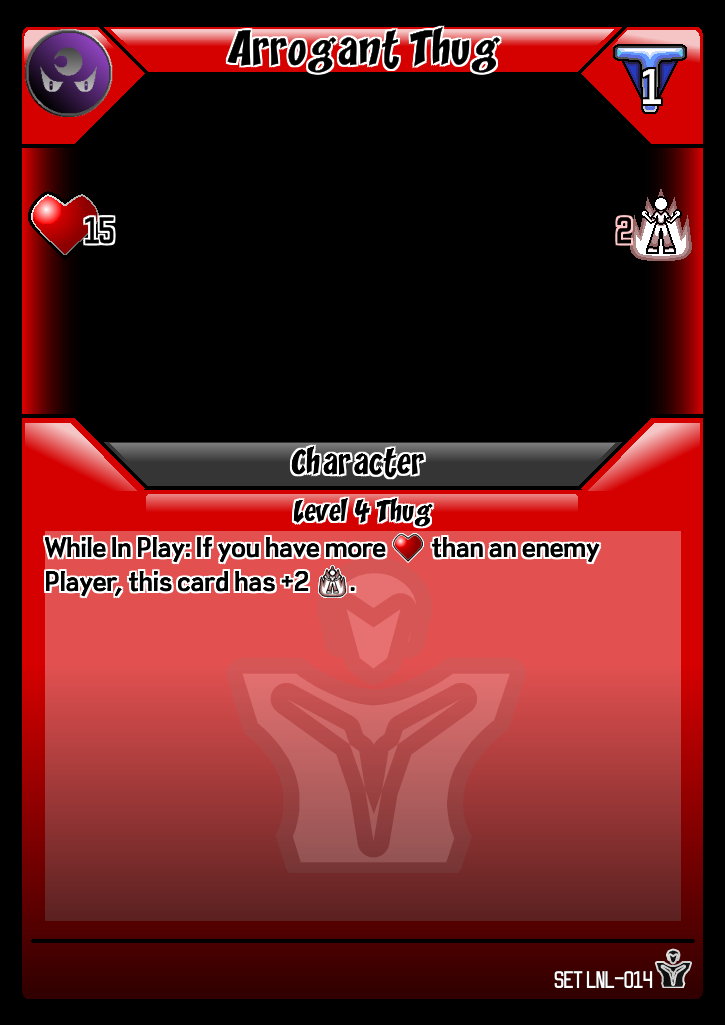 Arrogant Thug
1
15
2
Character
Level 4 Thug
While In Play: If you have more than an enemy
Player, this card has +2 .
SET LNL-014